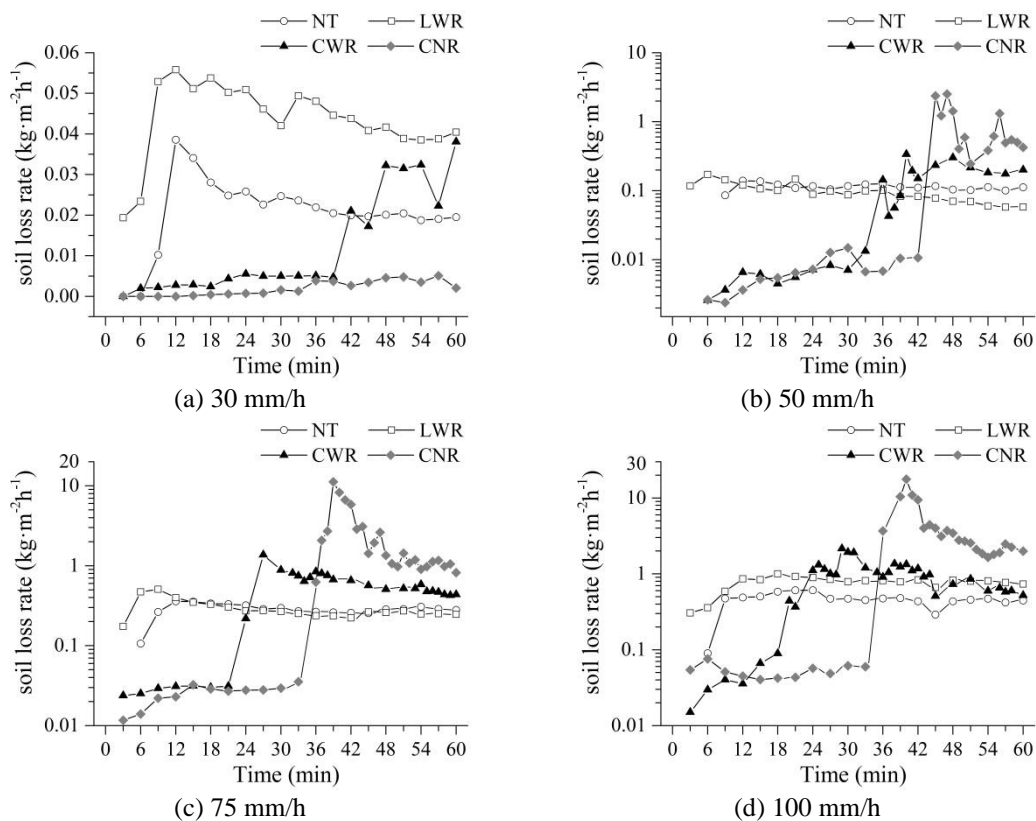 NT LWR
CWR CNR
soil loss rate (kg·m⁻²h⁻¹)
0.06
0.05
0.04
0.03
0.02
0.01
0.00
0 6 12 18 24 30 36 42 48 54 60
Time (min)
(a) 30 mm/h
NT LWR
CWR CNR
soil loss rate (kg·m⁻²h⁻¹)
10
1
0.1
0.01
0 6 12 18 24 30 36 42 48 54 60
Time (min)
(b) 50 mm/h
NT LWR
CWR CNR
soil loss rate (kg·m⁻²h⁻¹)
20
10
1
0.1
0.01
0 6 12 18 24 30 36 42 48 54 60
Time (min)
(c) 75 mm/h
NT LWR
CWR CNR
soil loss rate (kg·m⁻²h⁻¹)
30
10
1
0.1
0.01
0 6 12 18 24 30 36 42 48 54 60
Time (min)
(d) 100 mm/h